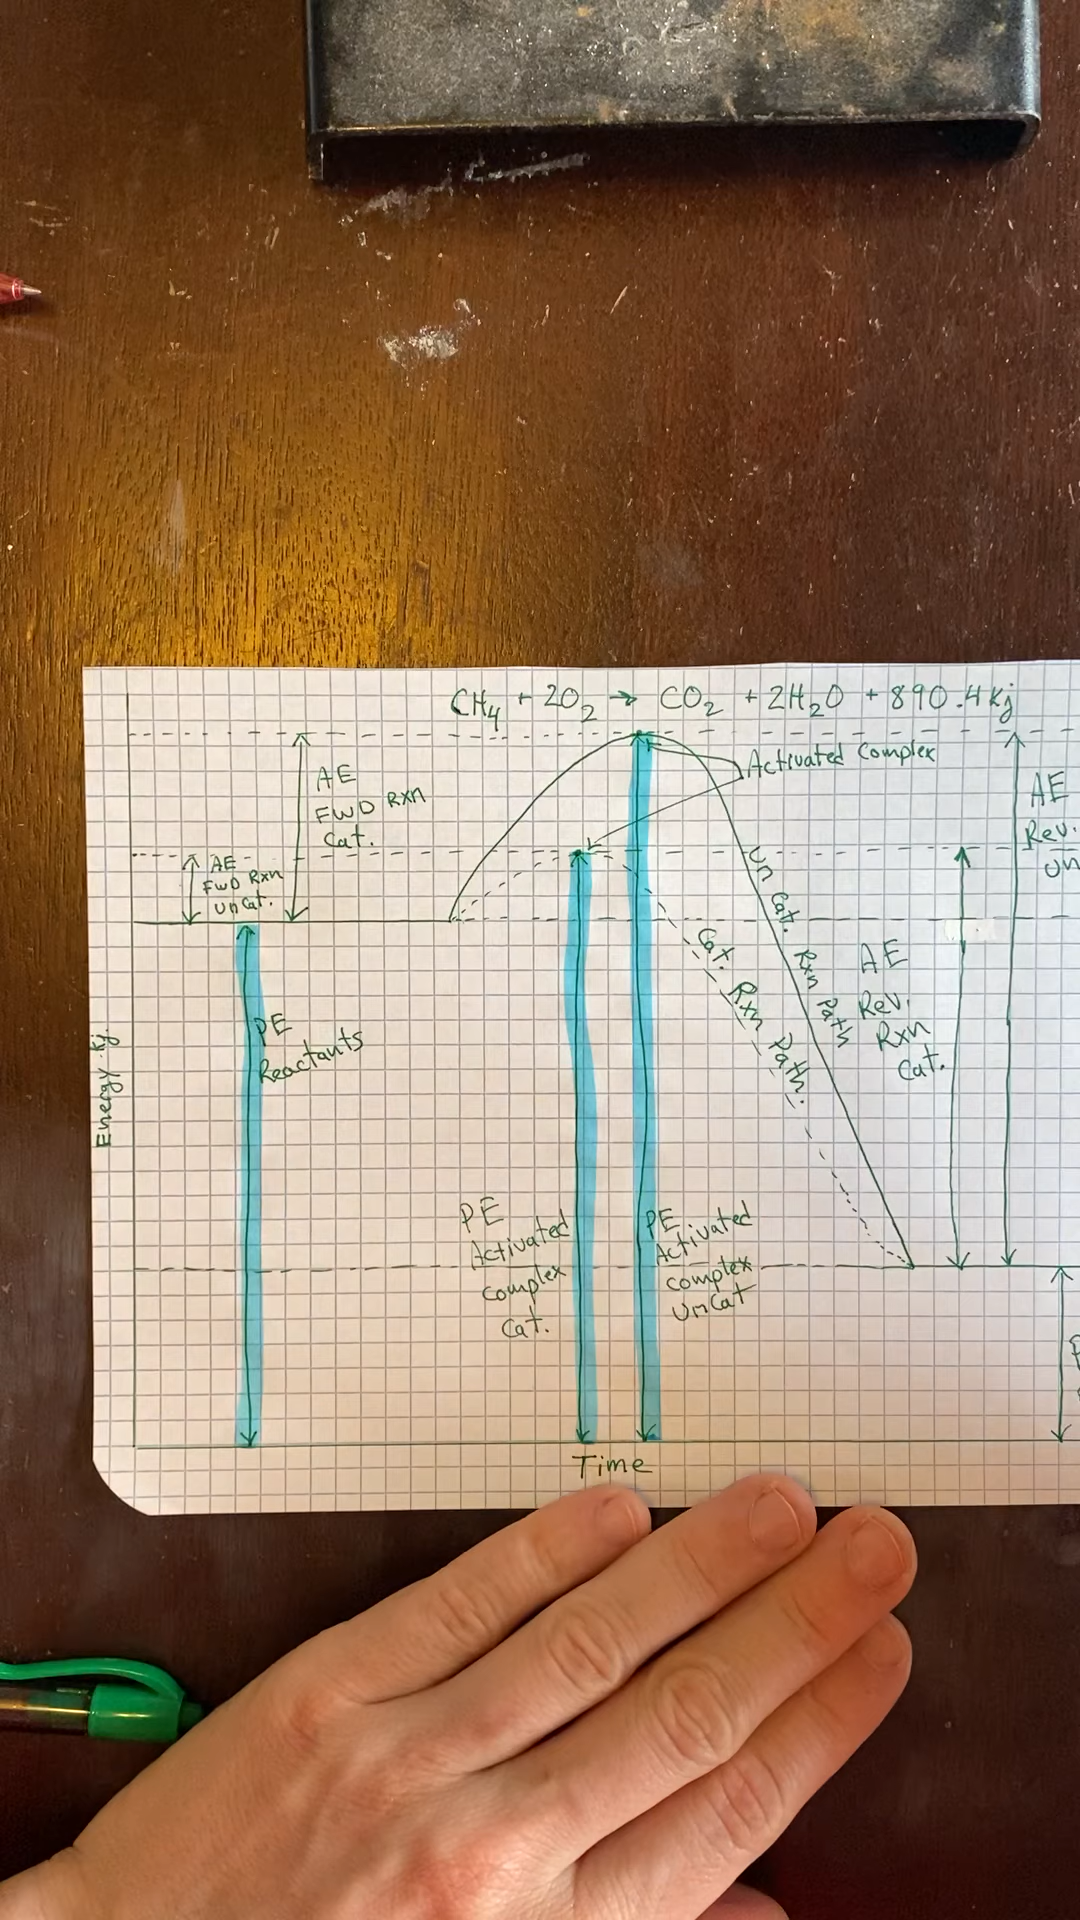 CH₄ + 2O₂ → CO₂ + 2H₂O + 890.4 kj
Activated Complex
AE
FWD Rxn
Cat.
AE
FWD Rxn
Uncat.
AE
Rev.
Un Cat. Rxn Path
Cat. Rxn Path.
AE
Rev.
Rxn
Cat.
PE
Reactants
Energy kj
PE
Activated
Complex
Cat.
PE
Activated
complex
UnCat
Time